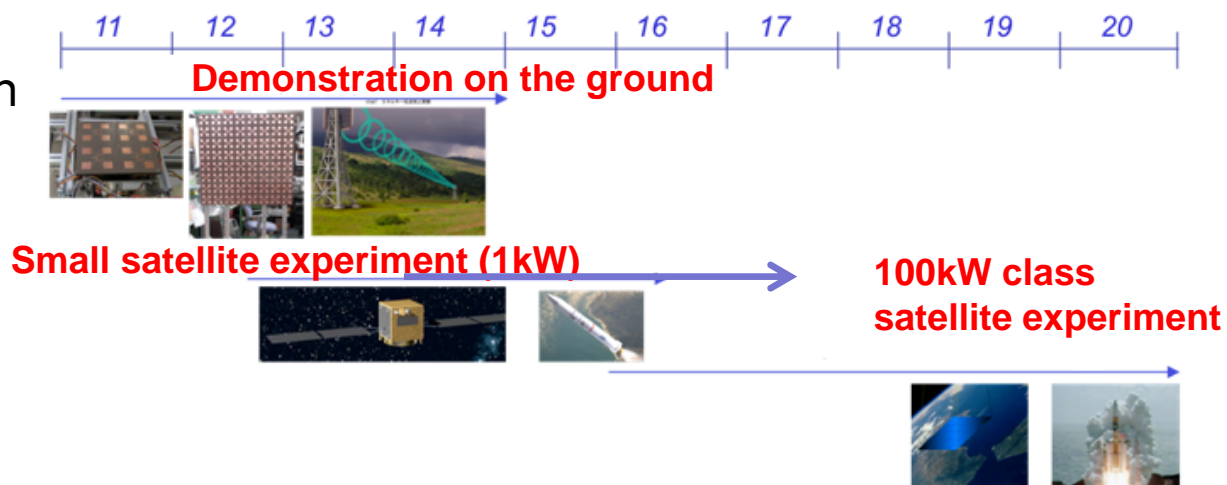 11 12 13 14 15 16 17 18 19 20
n
Demonstration on the ground
Small satellite experiment (1kW)
100kW class
satellite experiment